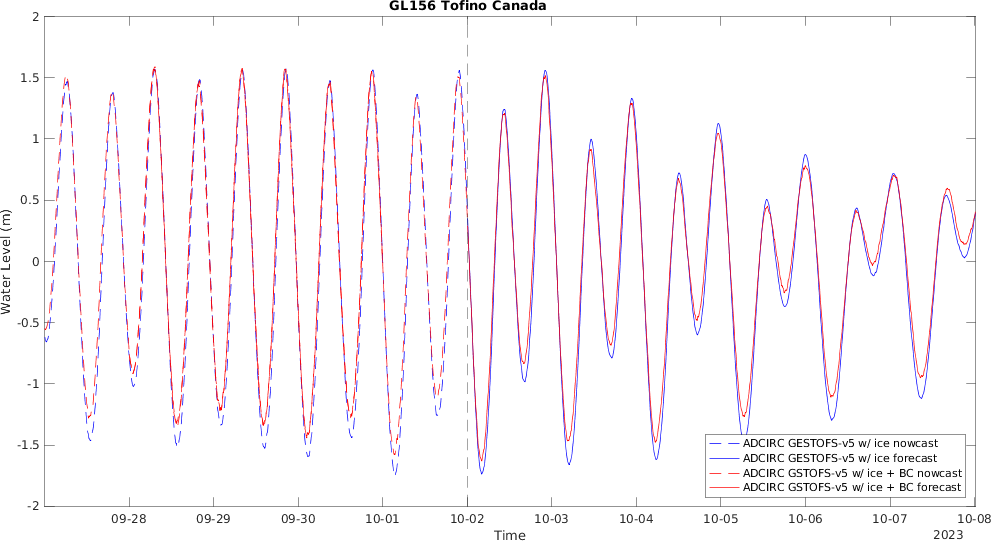 GL156 Tofino Canada
2
1.5
1
0.5
0
-0.5
-1
-1.5
-2
Water Level (m)
ADCIRC GESTOFS-v5 w/ ice nowcast
ADCIRC GESTOFS-v5 w/ ice forecast
ADCIRC GSTOFS-v5 w/ ice + BC nowcast
ADCIRC GSTOFS-v5 w/ ice + BC forecast
09-28 09-29 09-30 10-01 10-02 10-03 10-04 10-05 10-06 10-07 10-08
Time
2023